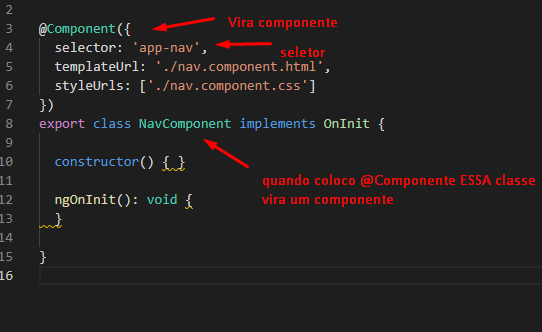 2
3 @Component({ Vira componente
4 selector: 'app-nav', seletor
5 templateUrl: './nav.component.html',
6 styleUrls: ['./nav.component.css']
7 })
8 export class NavComponent implements OnInit {
9
10 constructor() { }
11 quando coloco @Componente ESSA classe
12 ngOnInit(): void { vira um componente
13 }
14
15 }
16